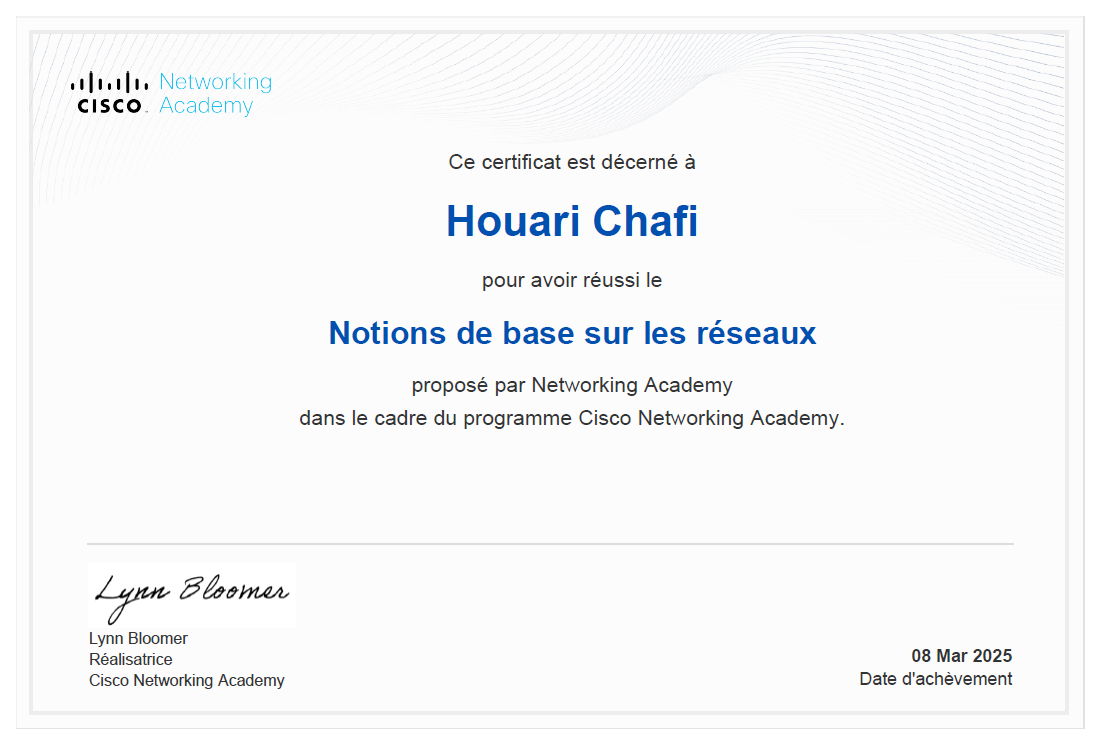 Networking
CISCO Academy
Ce certificat est décerné à
Houari Chafi
pour avoir réussi le
Notions de base sur les réseaux
proposé par Networking Academy
dans le cadre du programme Cisco Networking Academy.
Lynn Bloomer
Lynn Bloomer
Réalisatrice
Cisco Networking Academy
08 Mar 2025
Date d'achèvement